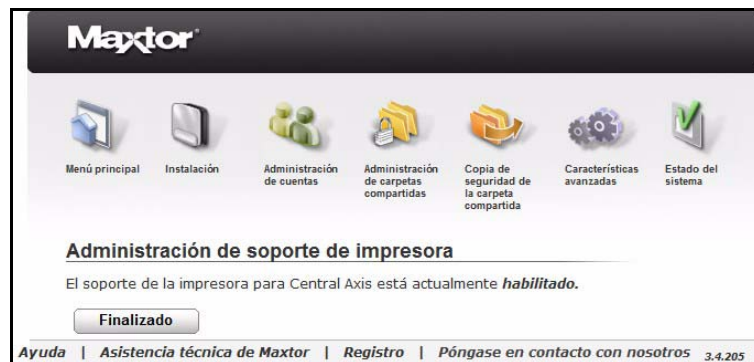 Maxtor
Menú principal
Instalación
Administración
de cuentas
Administración
de carpetas
compartidas
Copia de
seguridad de
la carpeta
compartida
Características
avanzadas
Estado del
sistema
Administración de soporte de impresora
El soporte de la impresora para Central Axis está actualmente habilitado.
Finalizado
Ayuda | Asistencia técnica de Maxtor | Registro | Póngase en contacto con nosotros 3.4.205